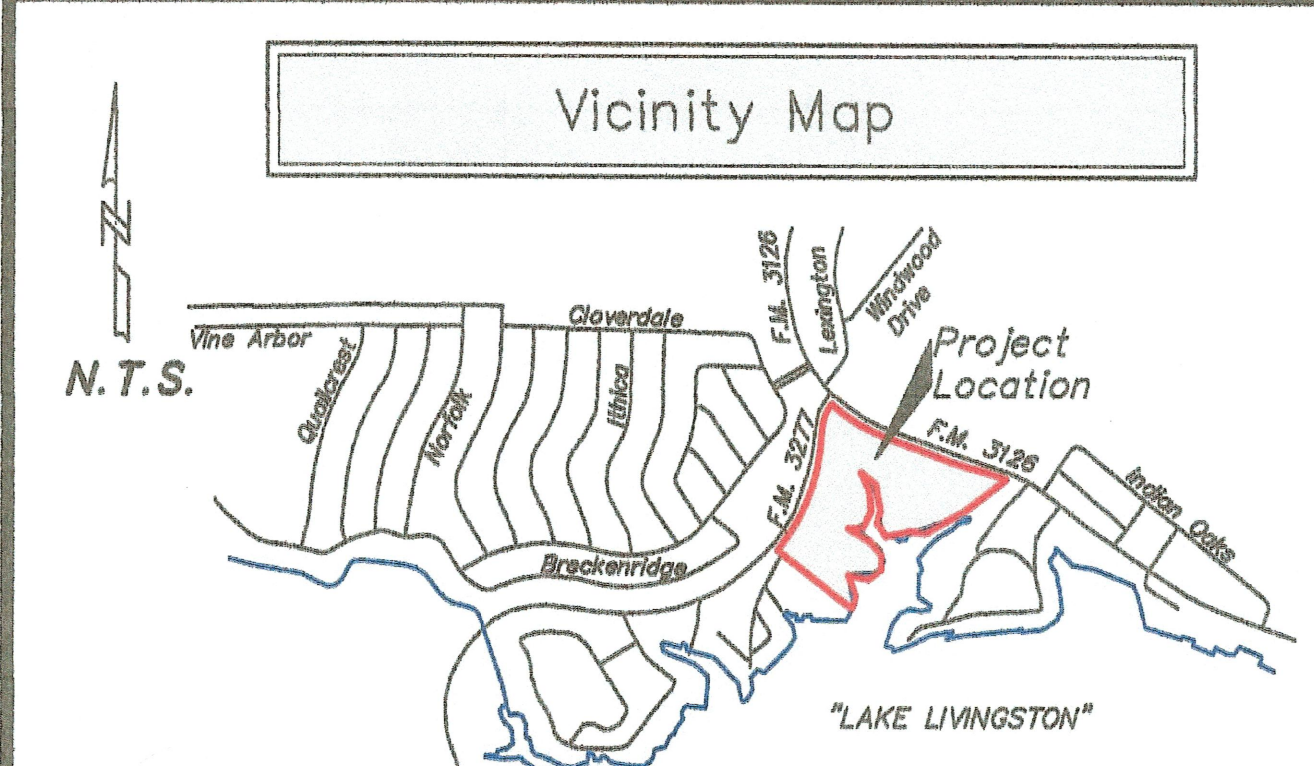 Vicinity Map
N
N.T.S.
Vine Arbor
Quailcrest
Norfolk
Cloverdale
Ithica
F.M. 3126
Lexington
Windwood
Drive
Project
Location
F.M. 3277
F.M. 3126
Indian Oaks
Breckenridge
"LAKE LIVINGSTON"